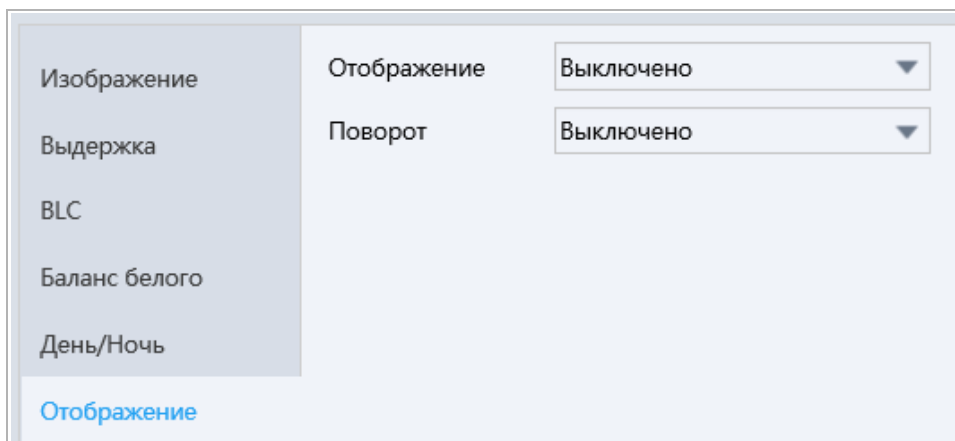 Изображение
Выдержка
BLC
Баланс белого
День/Ночь
Отображение
Отображение Выключено
Поворот Выключено